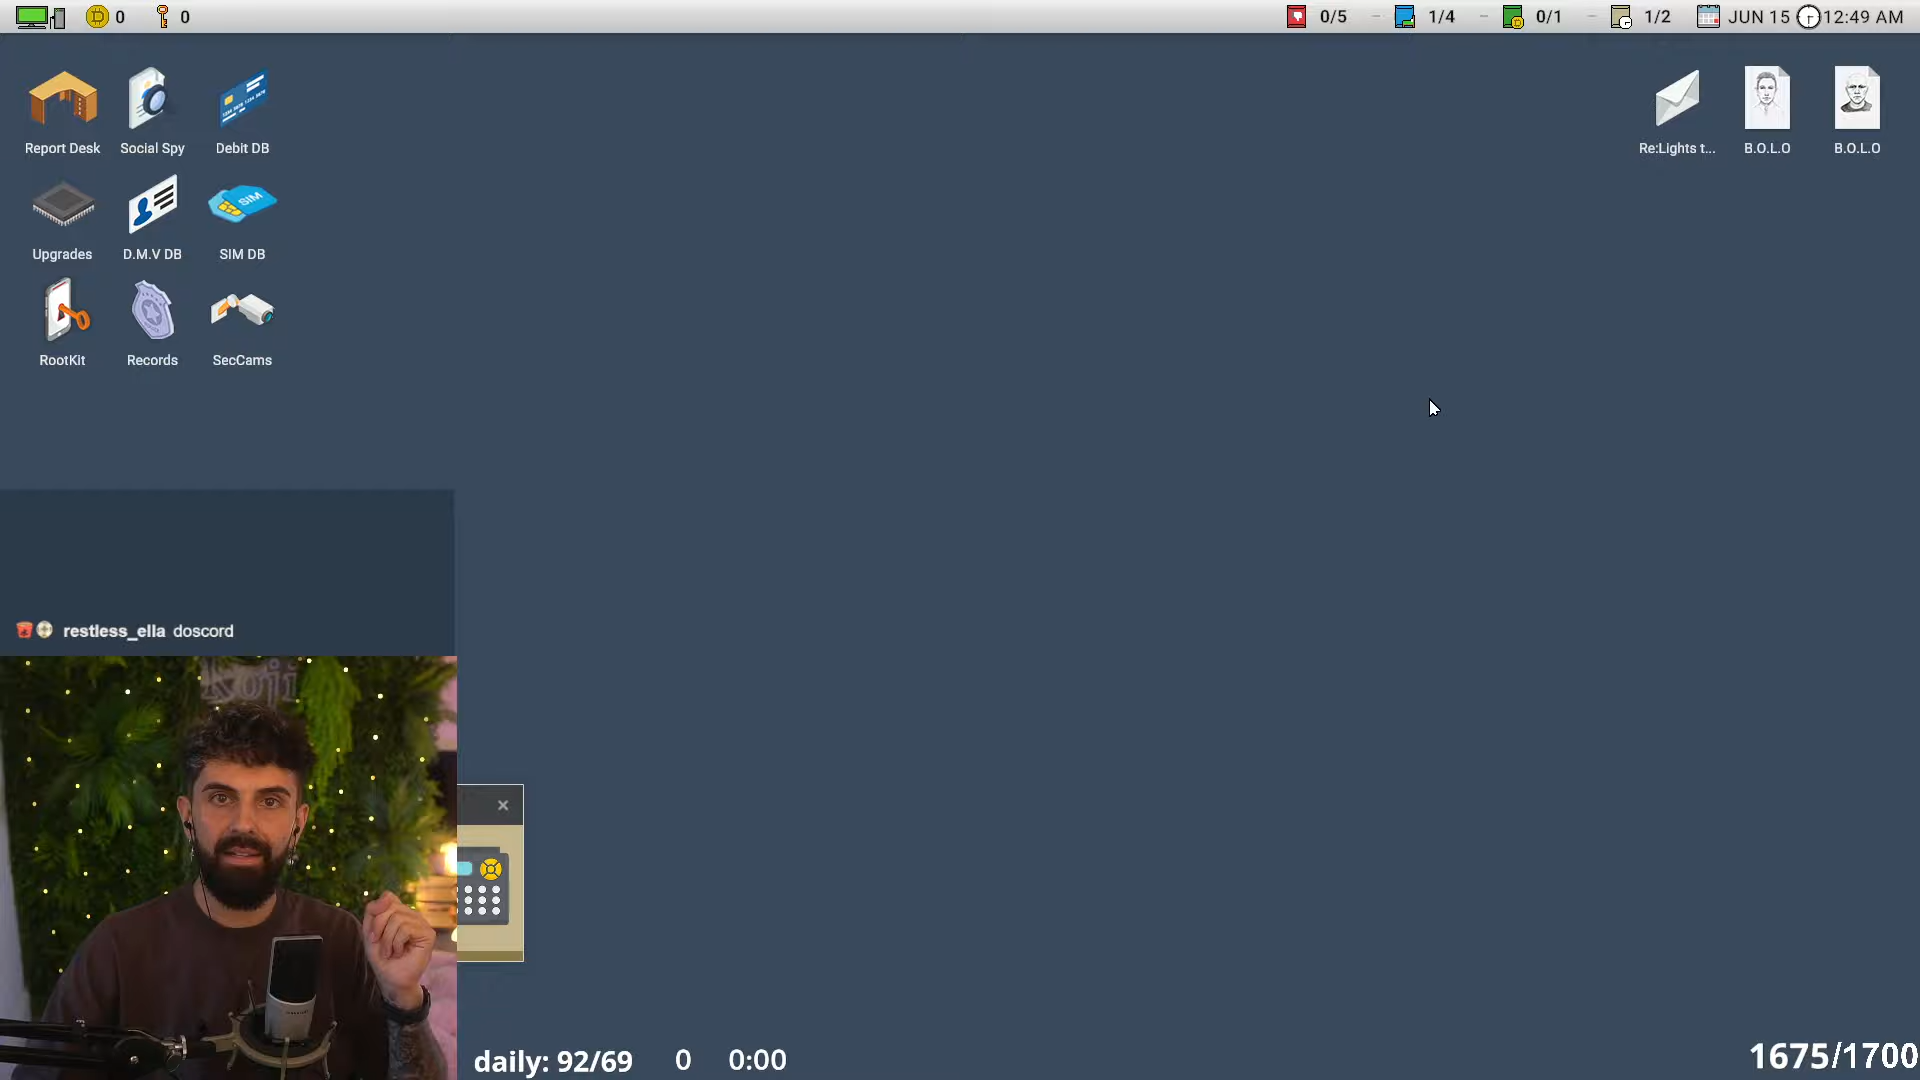 0
0
0/5
1/4
0/1
1/2
JUN 15
12:49 AM
Report Desk
Social Spy
Debit DB
Upgrades
D.M.V DB
SIM DB
SIM
RootKit
Records
SecCams
Re:Lights t...
B.O.L.O
B.O.L.O
restless_ella doscord
Koji
daily: 92/69
0
0:00
1675/1700